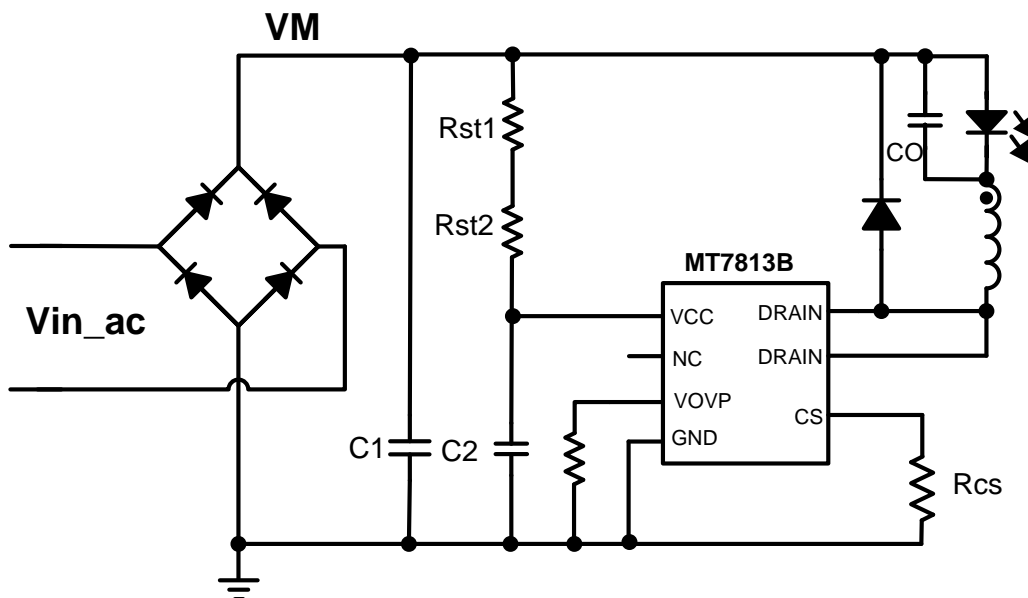 VM
Rst1
CO
Rst2
MT7813B
Vin_ac
VCC
DRAIN
NC
DRAIN
VOVP
CS
GND
C1
C2
Rcs